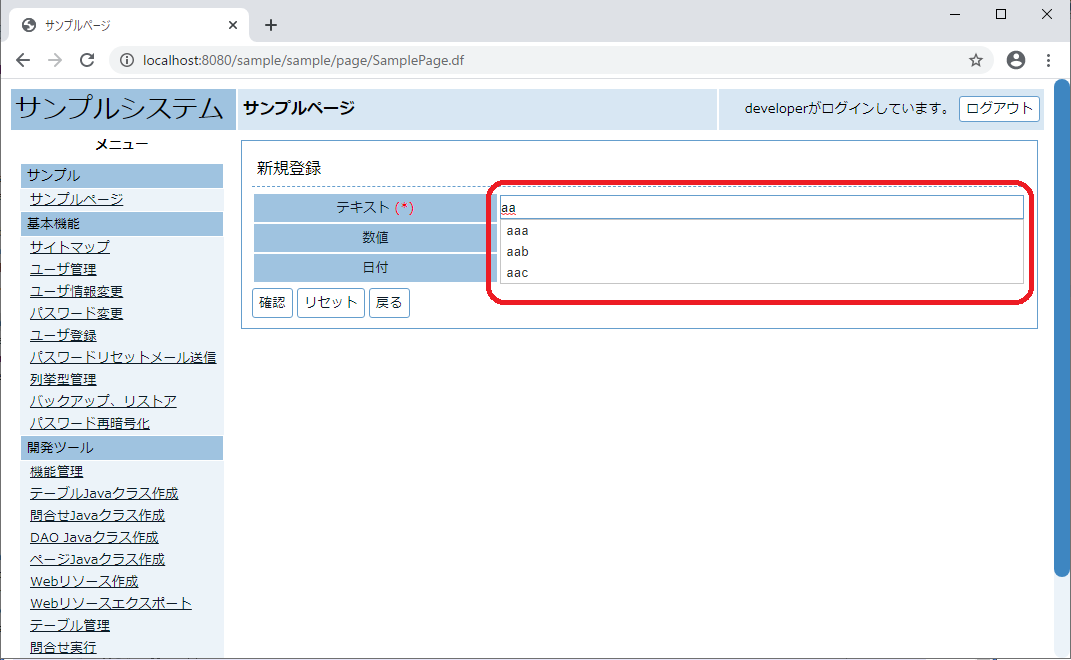 サンプルページ
localhost:8080/sample/sample/page/SamplePage.df
サンプルシステム
サンプルページ
developerがログインしています。
ログアウト
メニュー
サンプル
サンプルページ
基本機能
サイトマップ
ユーザ管理
ユーザ情報変更
パスワード変更
ユーザ登録
パスワードリセットメール送信
列挙型管理
バックアップ、リストア
パスワード再暗号化
開発ツール
機能管理
テーブルJavaクラス作成
問合せJavaクラス作成
DAO Javaクラス作成
ページJavaクラス作成
Webリソース作成
Webリソースエクスポート
テーブル管理
問合せ実行
新規登録
テキスト (*)
aa
aaa
aab
aac
数値
日付
確認
リセット
戻る